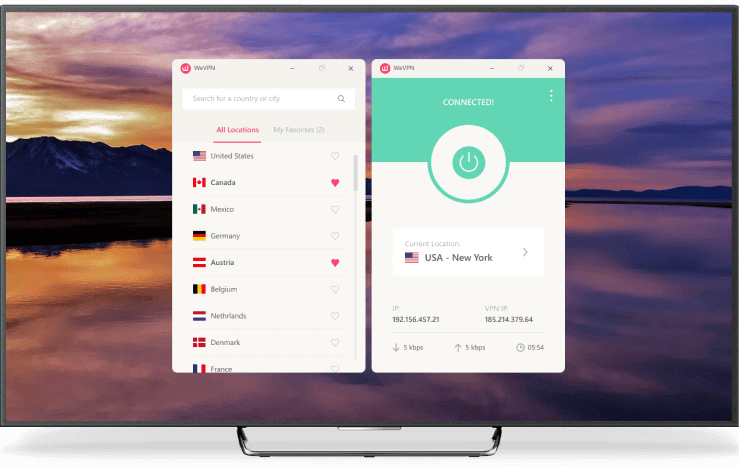 WeVPN
Search for a country or city
All Locations My Favorites (2)
United States
Canada
Mexico
Germany
Austria
Belgium
Nethrlands
Denmark
France
WeVPN
CONNECTED!
Current Location:
USA - New York
IP: VPN IP:
192.156.457.21 185.214.379.64
5 kbps 5 kbps 05:54